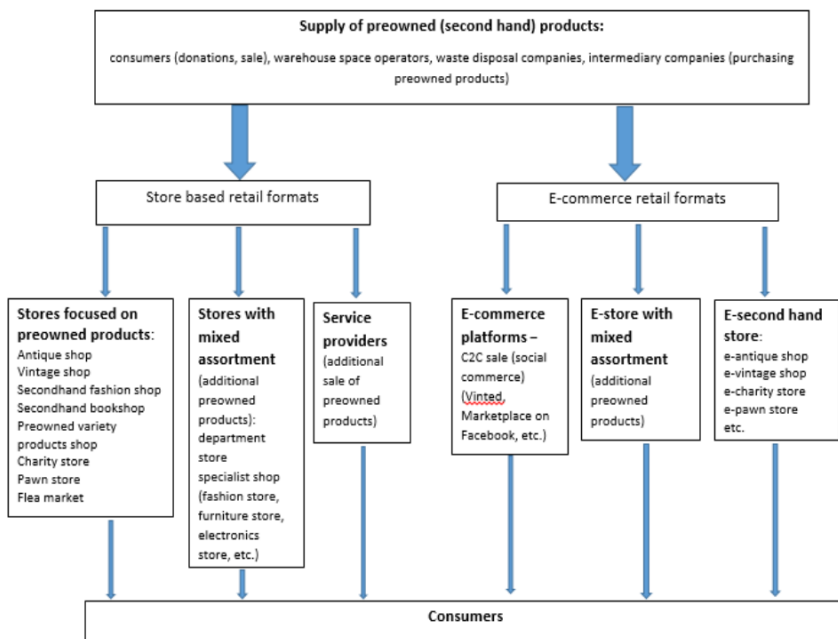 Supply of preowned (second hand) products:
consumers (donations, sale), warehouse space operators, waste disposal companies, intermediary companies (purchasing
preowned products)
Store based retail formats
E-commerce retail formats
Stores focused on
preowned products:
Antique shop
Vintage shop
Secondhand fashion shop
Secondhand bookshop
Preowned variety
products shop
Charity store
Pawn store
Flea market
Stores with
mixed
assortment
(additional
preowned
products):
department
store
specialist shop
(fashion store,
furniture store,
electronics
store, etc.)
Service
providers
(additional
sale of
preowned
products)
E-commerce
platforms –
C2C sale (social
commerce)
(Vinted,
Marketplace on
Facebook, etc.)
E-store with
mixed
assortment
(additional
preowned
products)
E-second hand
store:
e-antique shop
e-vintage shop
e-charity store
e-pawn store
etc.
Consumers